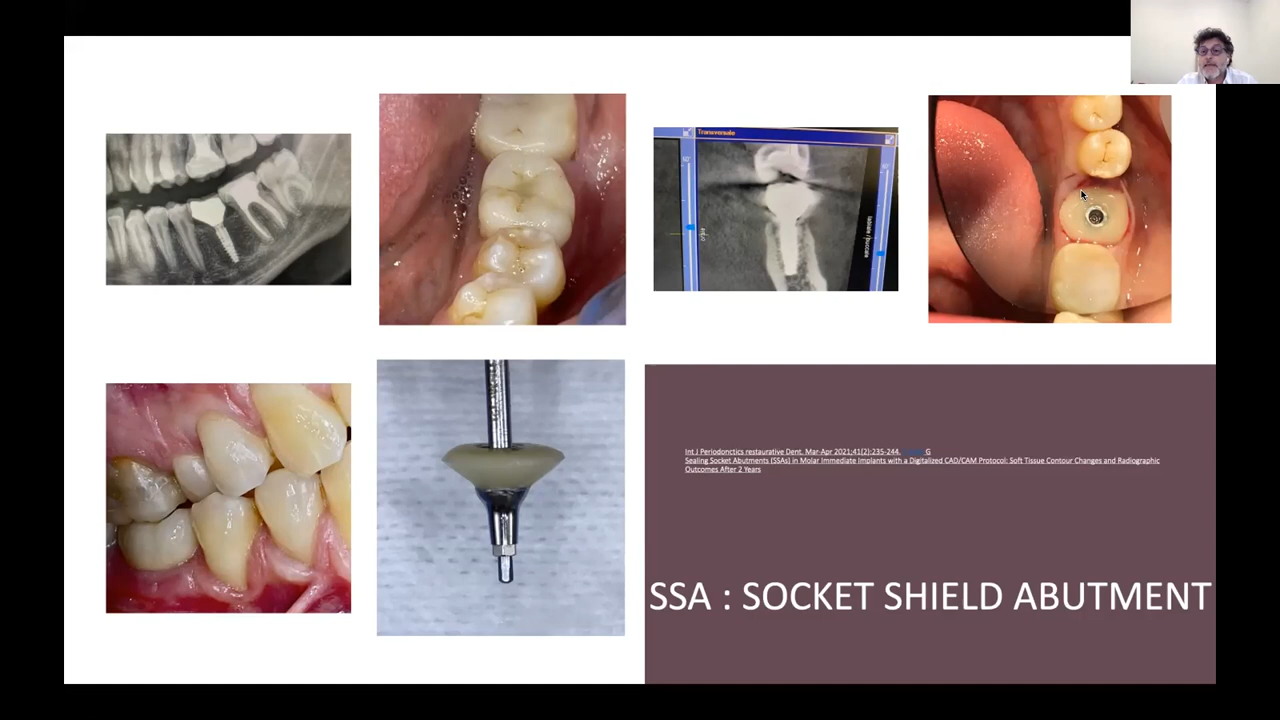 Transversale
Int J Periodonctics restaurative Dent. Mar-Apr 2021;41(2):235-244. G
Sealing Socket Abutments (SSAs) in Molar Immediate Implants with a Digitalized CAD/CAM Protocol: Soft Tissue Contour Changes and Radiographic
Outcomes After 2 Years
SSA : SOCKET SHIELD ABUTMENT